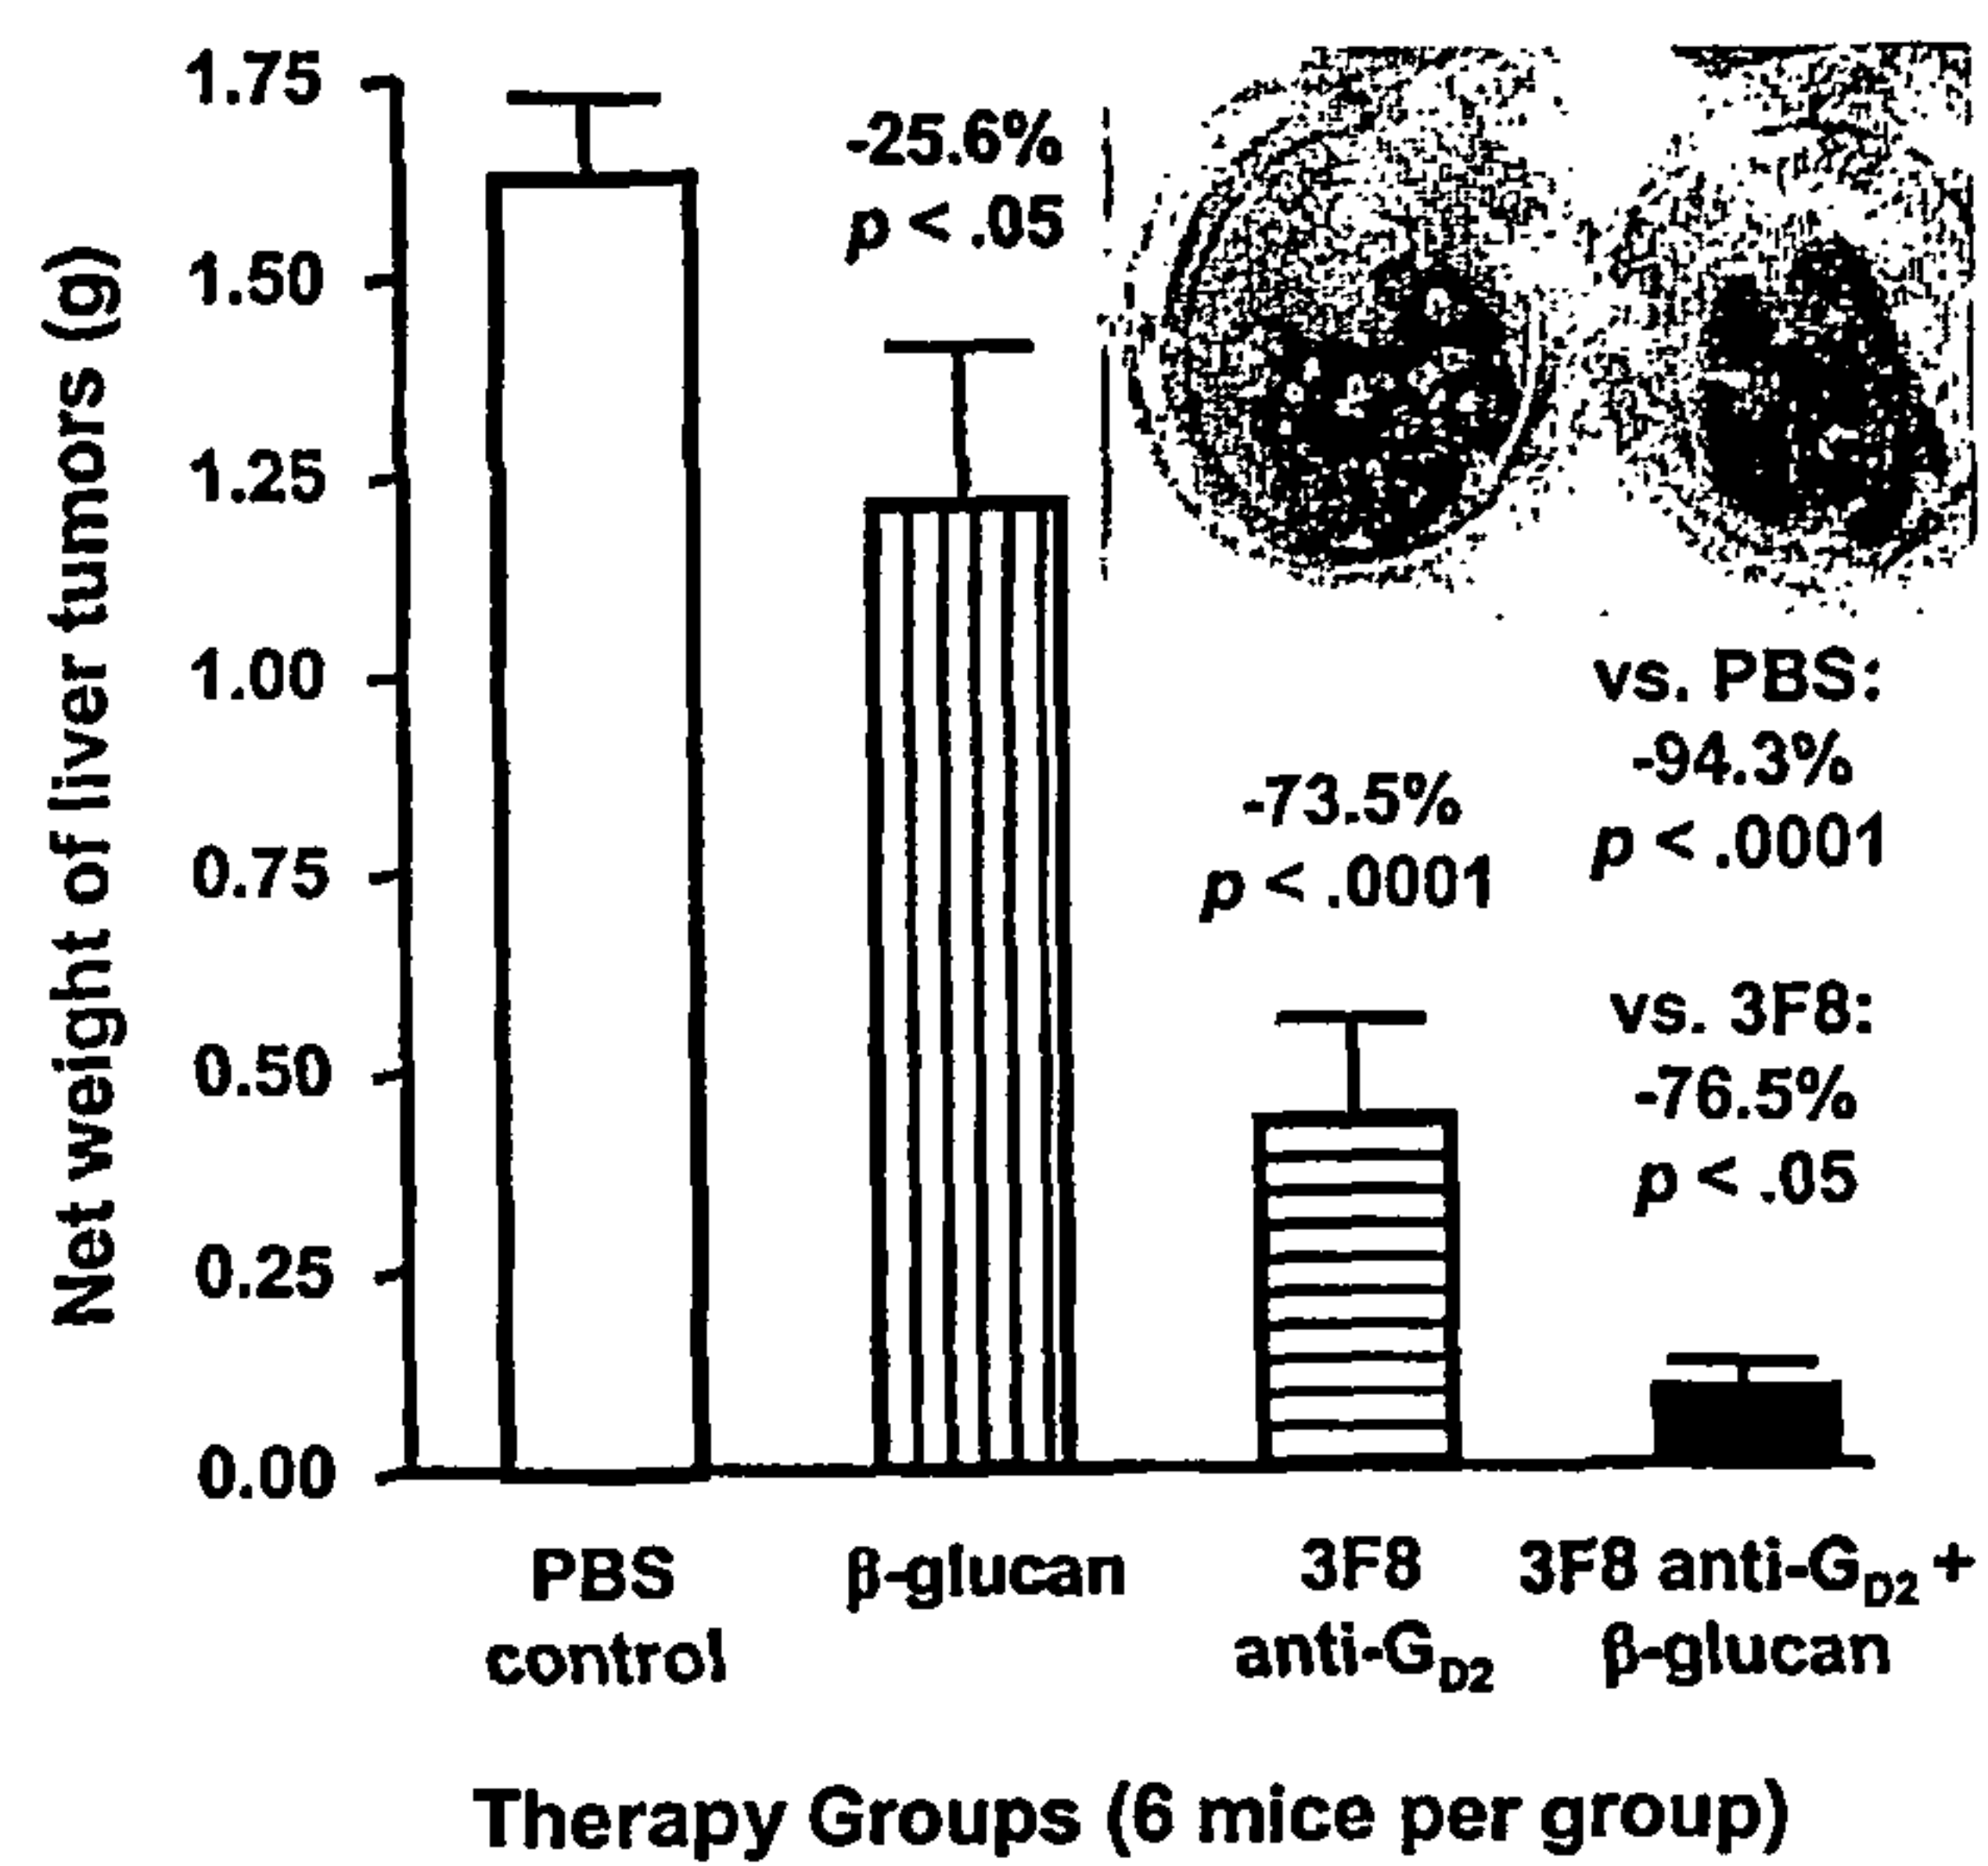 Net weight of liver tumors (g)
1.75
1.50
1.25
1.00
0.75
0.50
0.25
0.00
-25.6%
p < .05
-73.5%
p < .0001
vs. PBS:
-94.3%
p < .0001
vs. 3F8:
-76.5%
p < .05
PBS
control
β-glucan
3F8
anti-G_D2
3F8 anti-G_D2 +
β-glucan
Therapy Groups (6 mice per group)